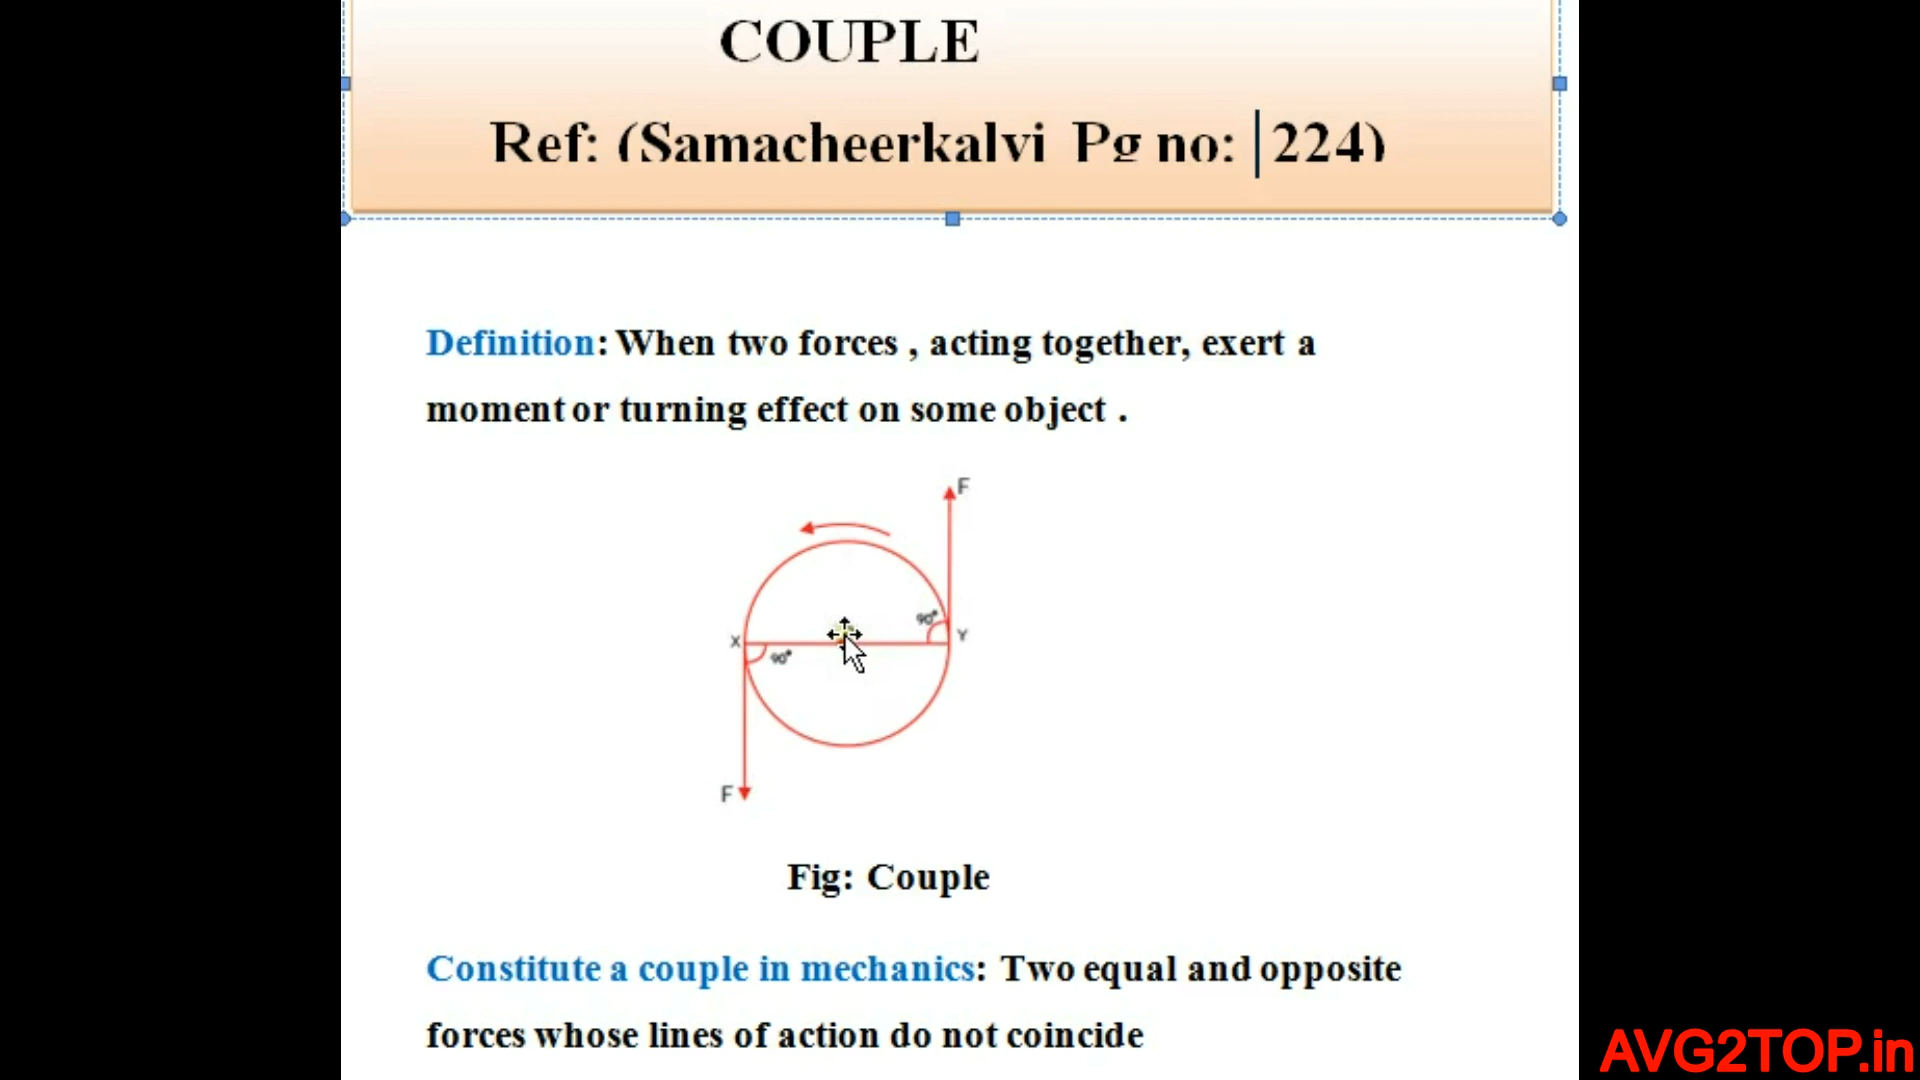 COUPLE
Ref: (Samacheerkalvi Pg no: 224)
Definition: When two forces , acting together, exert a
moment or turning effect on some object .
F
90°
X
Y
90°
F
Fig: Couple
Constitute a couple in mechanics: Two equal and opposite
forces whose lines of action do not coincide
AVG2TOP.in